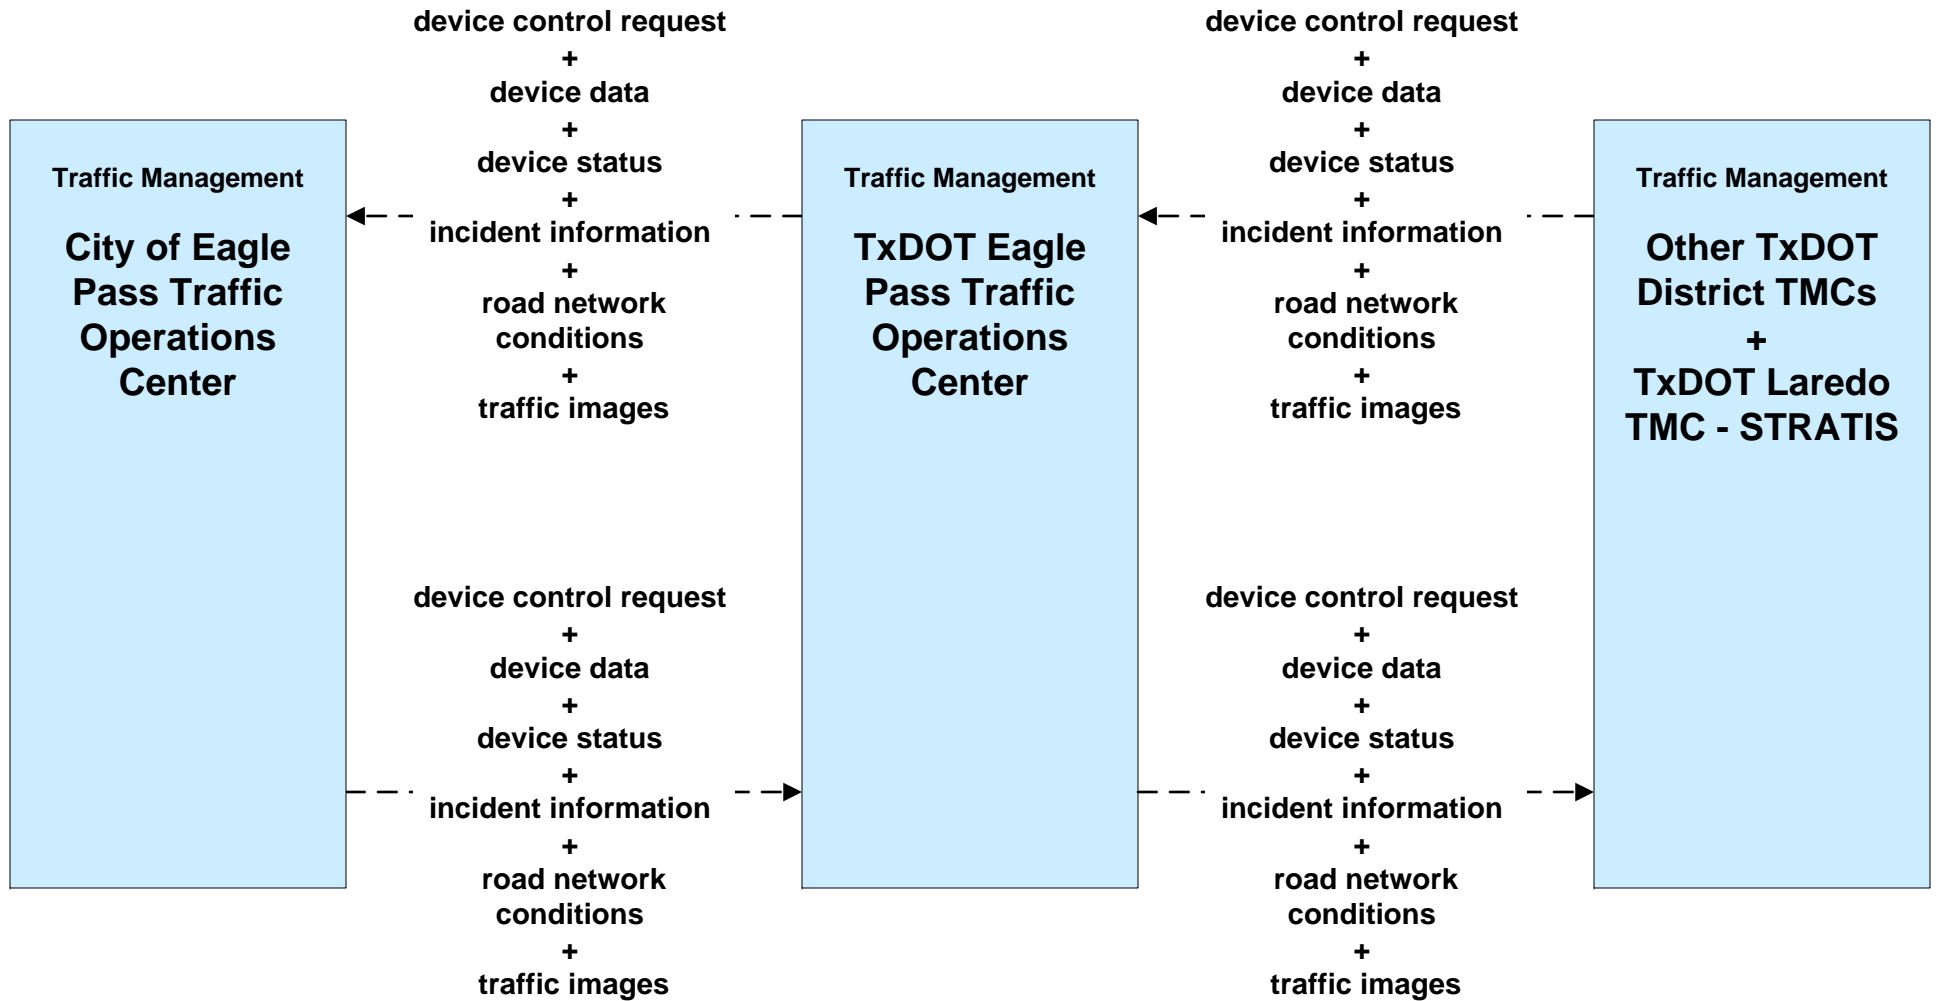 device control request
+
device data
+
device status
+
incident information
+
road network
conditions
+
traffic images
device control request
+
device data
+
device status
+
incident information
+
road network
conditions
+
traffic images
Traffic Management
City of Eagle
Pass Traffic
Operations
Center
Traffic Management
TxDOT Eagle
Pass Traffic
Operations
Center
Traffic Management
Other TxDOT
District TMCs
+
TxDOT Laredo
TMC - STRATIS
device control request
+
device data
+
device status
+
incident information
+
road network
conditions
+
traffic images
device control request
+
device data
+
device status
+
incident information
+
road network
conditions
+
traffic images